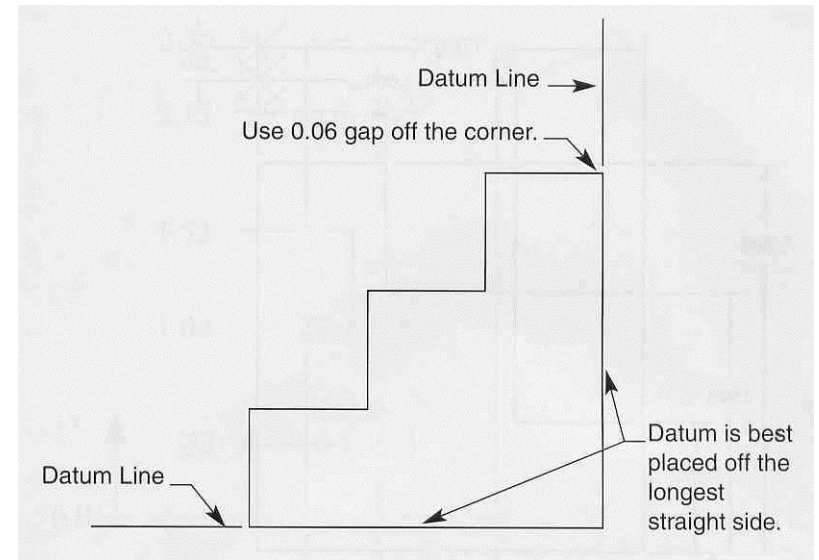 Datum Line
Use 0.06 gap off the corner.
Datum is best
placed off the
longest
straight side.
Datum Line